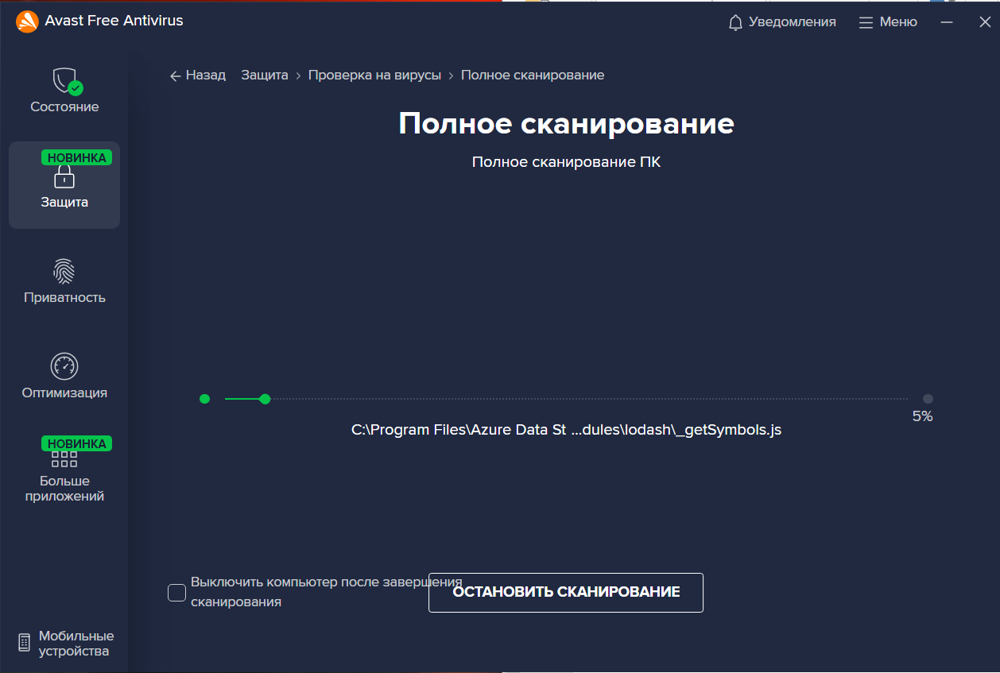 Avast Free Antivirus
Уведомления
Меню
Состояние
НОВИНКА
Защита
Приватность
Оптимизация
НОВИНКА
Больше
приложений
Мобильные
устройства
Назад
Защита > Проверка на вирусы > Полное сканирование
Полное сканирование
Полное сканирование ПК
5%
C:\Program Files\Azure Data St ...dules\lodash\_getSymbols.js
Выключить компьютер после завершения
сканирования
ОСТАНОВИТЬ СКАНИРОВАНИЕ